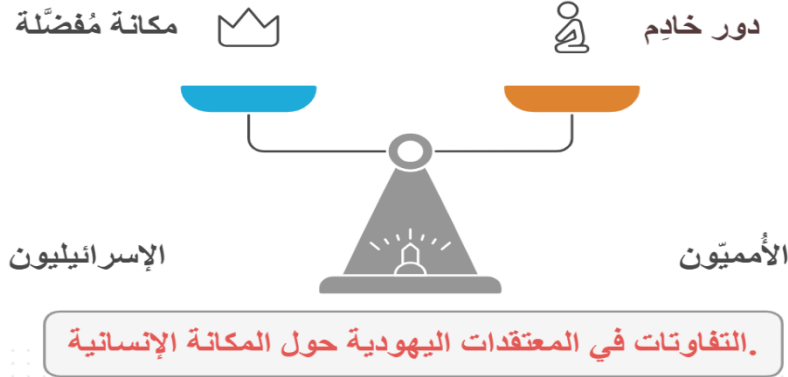 دور خادِم
مكانة مُفضَّلة
الأُمميّون
الإسرائيليون
التفاوتات في المعتقدات اليهودية حول المكانة الإنسانية.